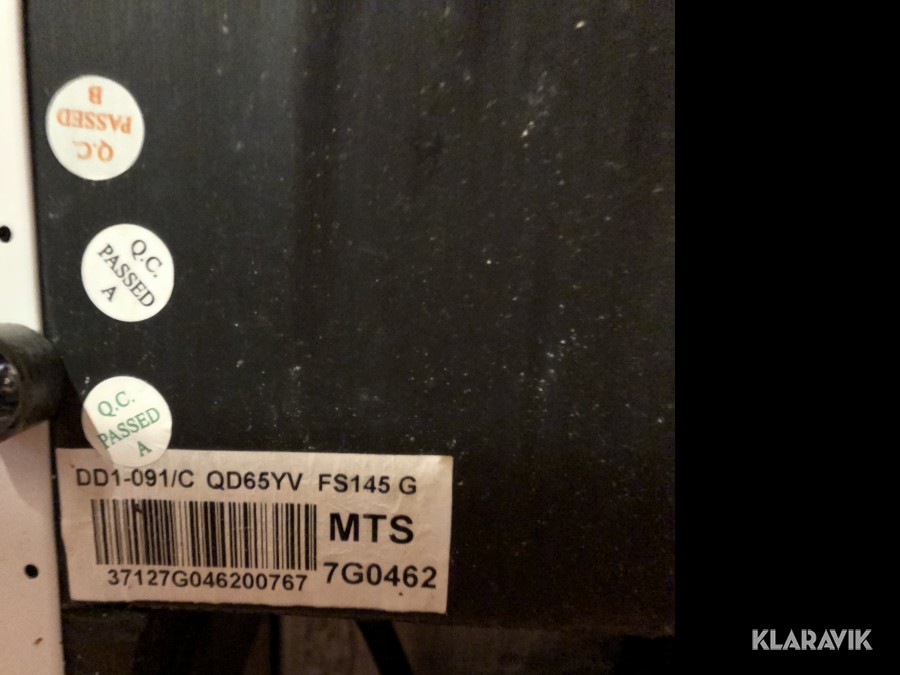 Q.C.
PASSED
B
Q.C.
PASSED
A
Q.C.
PASSED
A
DD1-091/C QD65YV FS145 G
MTS
37127G046200767
7G0462
KLARAVIK